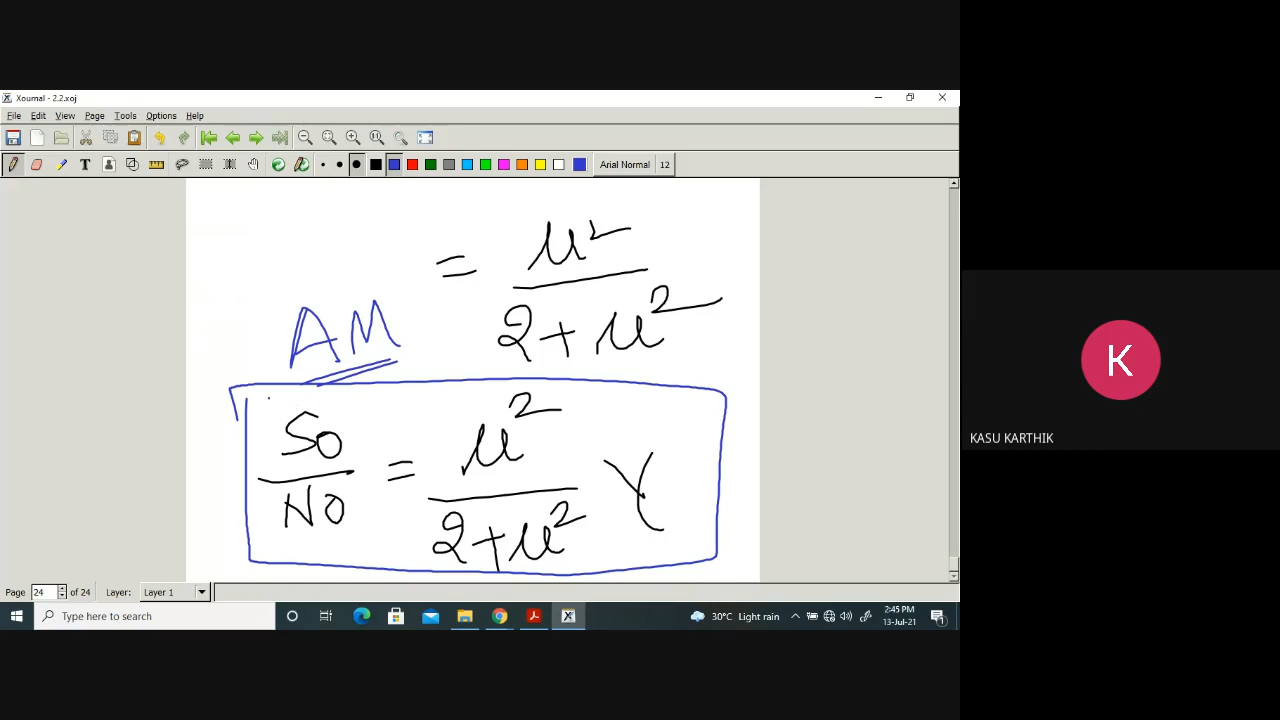 Xournal - 2.2.xoj
File Edit View Page Tools Options Help
Arial Normal 12
= μ²
2 + μ²
AM
So
No
= μ²
2+μ²
γ
K
KASU KARTHIK
Page 24 of 24 Layer: Layer 1
Type here to search
30°C Light rain
2:45 PM
13-Jul-21
1